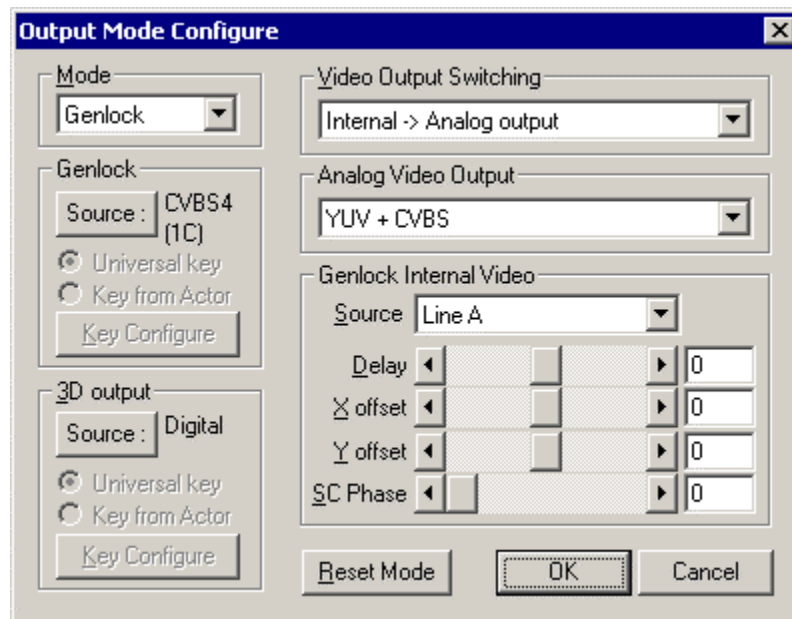 Output Mode Configure
Mode
Genlock
Genlock
Source :
CVBS4
(1C)
Universal key
Key from Actor
Key Configure
3D output
Source :
Digital
Universal key
Key from Actor
Key Configure
Video Output Switching
Internal -> Analog output
Analog Video Output
YUV + CVBS
Genlock Internal Video
Source Line A
Delay 0
X offset 0
Y offset 0
SC Phase 0
Reset Mode OK Cancel